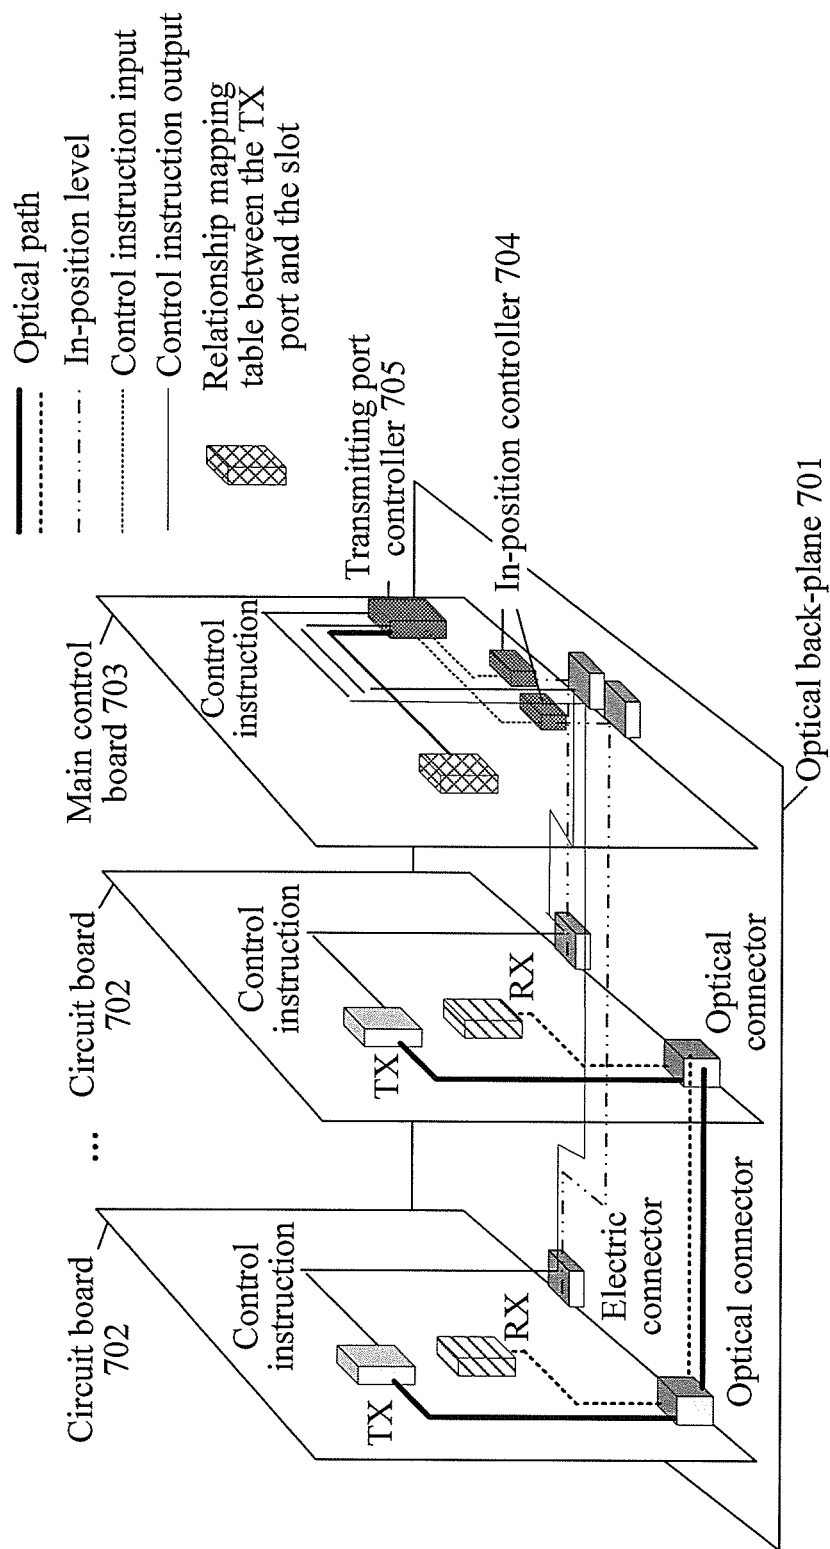 Optical path
In-position level
Control instruction input
Control instruction output
Relationship mapping
table between the TX
port and the slot
Circuit board
702
...
Circuit board
702
Main control
board 703
Control
instruction
Control
instruction
Control
instruction
Transmitting port
controller 705
In-position controller 704
TX
RX
TX
RX
Electric
connector
Optical connector
Optical
connector
Optical back-plane 701